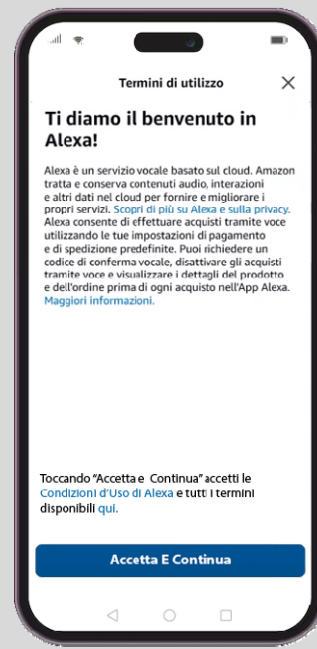 Termini di utilizzo
Ti diamo il benvenuto in
Alexa!
Alexa è un servizio vocale basato sul cloud. Amazon
tratta e conserva contenuti audio, interazioni
e altri dati nel cloud per fornire e migliorare i
propri servizi. Scopri di più su Alexa e sulla privacy.
Alexa consente di effettuare acquisti tramite voce
utilizzando le tue impostazioni di pagamento
e di spedizione predefinite. Puoi richiedere un
codice di conferma vocale, disattivare gli acquisti
tramite voce e visualizzare i dettagli del prodotto
e dell'ordine prima di ogni acquisto nell'App Alexa.
Maggiori informazioni.
Toccando “Accetta e Continua” accetti le
Condizioni d’Uso di Alexa e tutti i termini
disponibili qui.
Accetta E Continua